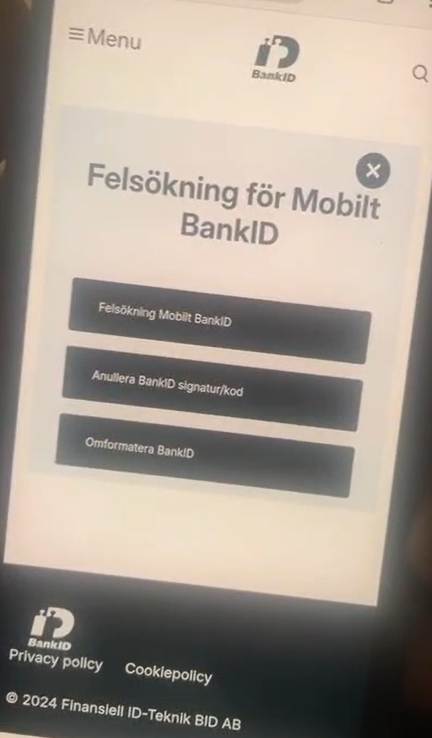 Menu
BankID
Felsökning för Mobilt
BankID
Felsökning Mobilt BankID
Anullera BankID signatur/kod
Omformatera BankID
BankID
Privacy policy Cookiepolicy
© 2024 Finansiell ID-Teknik BID AB